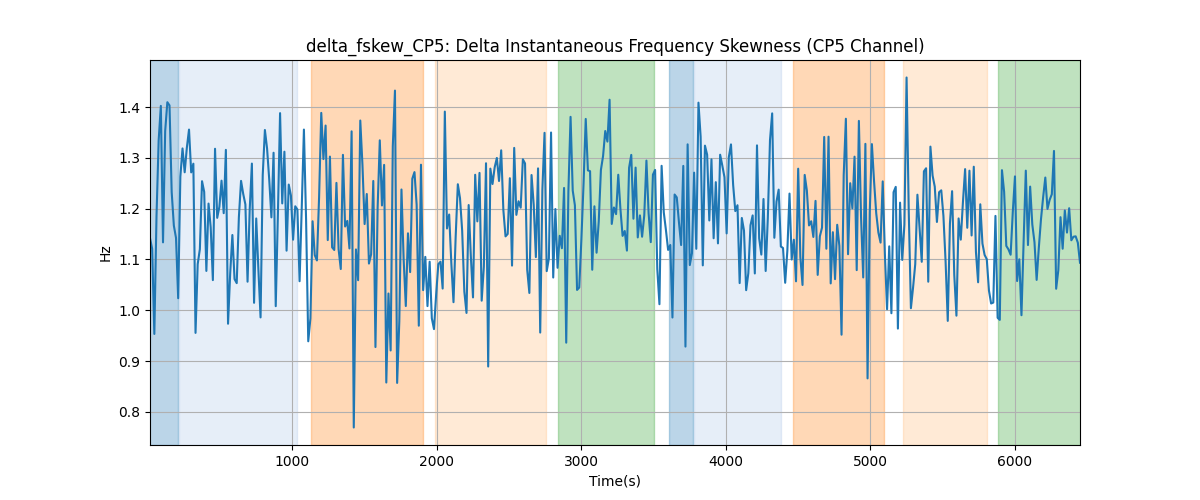 delta_fskew_CP5: Delta Instantaneous Frequency Skewness (CP5 Channel)
1.4
1.3
1.2
1.1
1.0
0.9
0.8
Hz
1000 2000 3000 4000 5000 6000
Time(s)